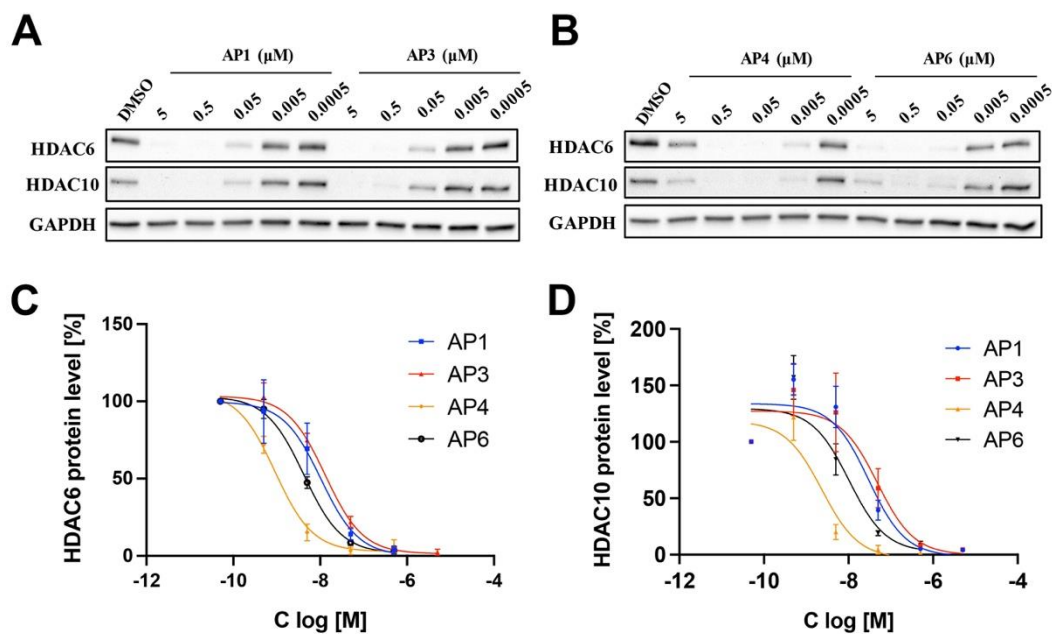 A
AP1 (μM) AP3 (μM)
DMSO 5 0.5 0.05 0.005 0.0005 5 0.5 0.05 0.005 0.0005
HDAC6
HDAC10
GAPDH
B
AP4 (μM) AP6 (μM)
DMSO 5 0.5 0.05 0.005 0.0005 5 0.5 0.05 0.005 0.0005
HDAC6
HDAC10
GAPDH
C
HDAC6 protein level [%]
150
100
50
0
-12 -10 -8 -6 -4
C log [M]
AP1
AP3
AP4
AP6
D
HDAC10 protein level [%]
200
150
100
50
0
-12 -10 -8 -6 -4
C log [M]
AP1
AP3
AP4
AP6